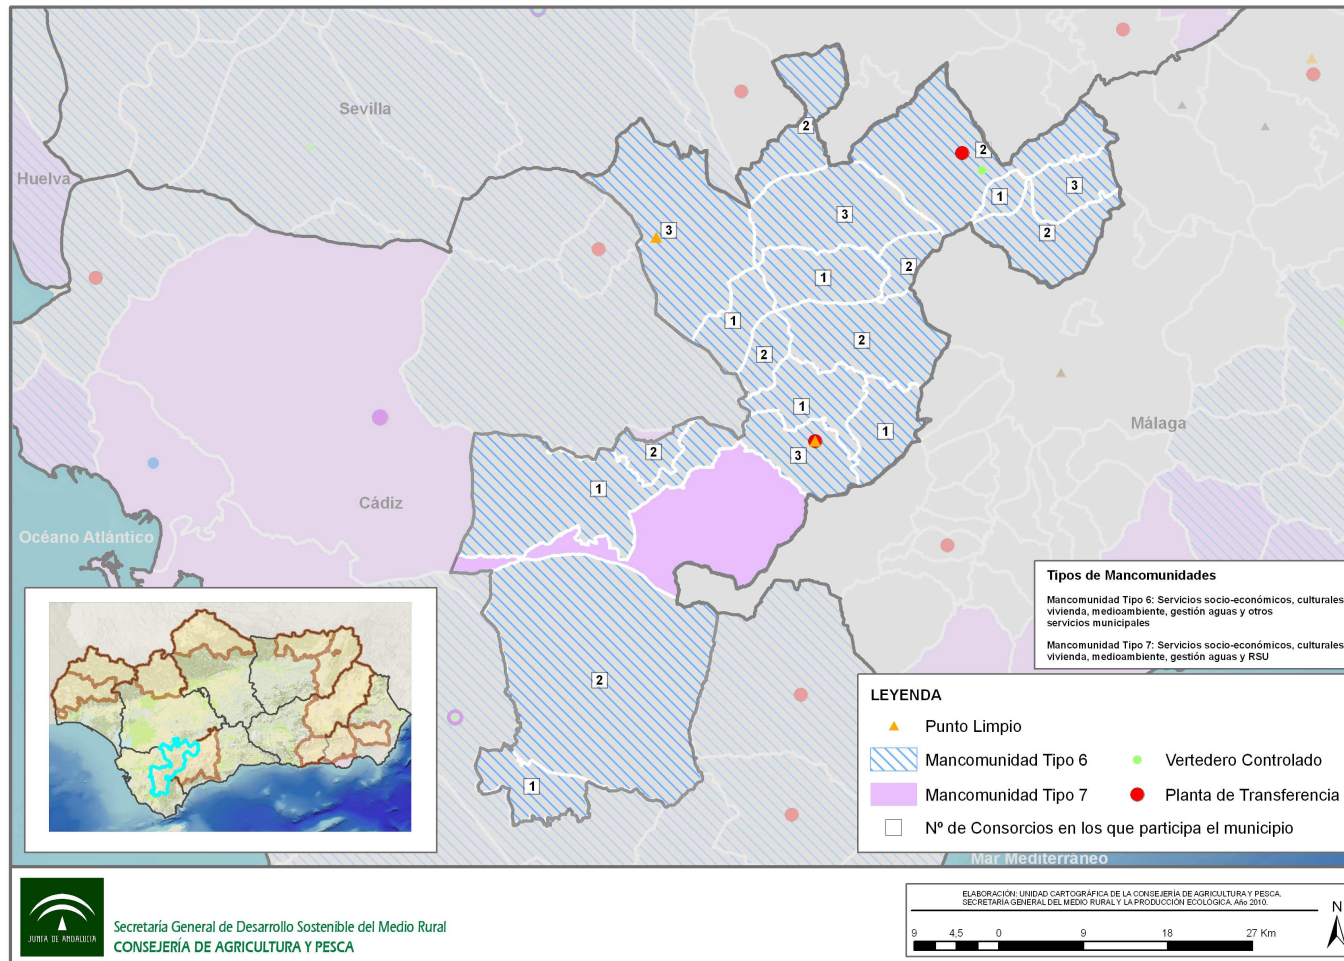 Sevilla
Huelva
2
2
3
1
3
2
3
3
2
1
1
2
2
1
1
3
2
1
Málaga
Cádiz
Océano Atlántico
2
1
Mar Mediterráneo
Tipos de Mancomunidades
Mancomunidad Tipo 6: Servicios socio-económicos, culturales
vivienda, medioambiente, gestión aguas y otros
servicios municipales
Mancomunidad Tipo 7: Servicios socio-económicos, culturales
vivienda, medioambiente, gestión aguas y RSU
LEYENDA
Punto Limpio
Mancomunidad Tipo 6
Vertedero Controlado
Mancomunidad Tipo 7
Planta de Transferencia
Nº de Consorcios en los que participa el municipio
JUNTA DE ANDALUCIA
Secretaría General de Desarrollo Sostenible del Medio Rural
CONSEJERÍA DE AGRICULTURA Y PESCA
ELABORACIÓN: UNIDAD CARTOGRÁFICA DE LA CONSEJERÍA DE AGRICULTURA Y PESCA.
SECRETARÍA GENERAL DEL MEDIO RURAL Y LA PRODUCCIÓN ECOLÓGICA. Año 2010.
9 4,5 0 9 18 27 Km
N